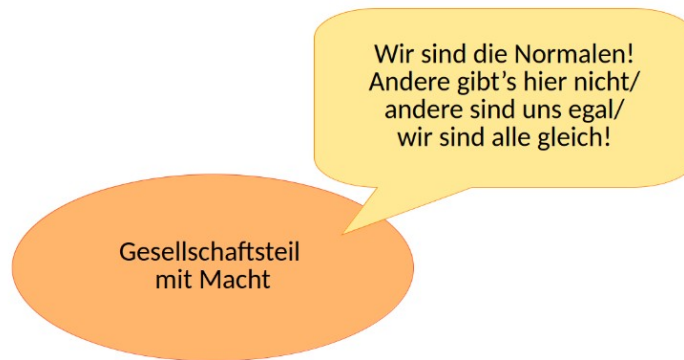 Wir sind die Normalen!
Andere gibt’s hier nicht/
andere sind uns egal/
wir sind alle gleich!
Gesellschaftsteil
mit Macht